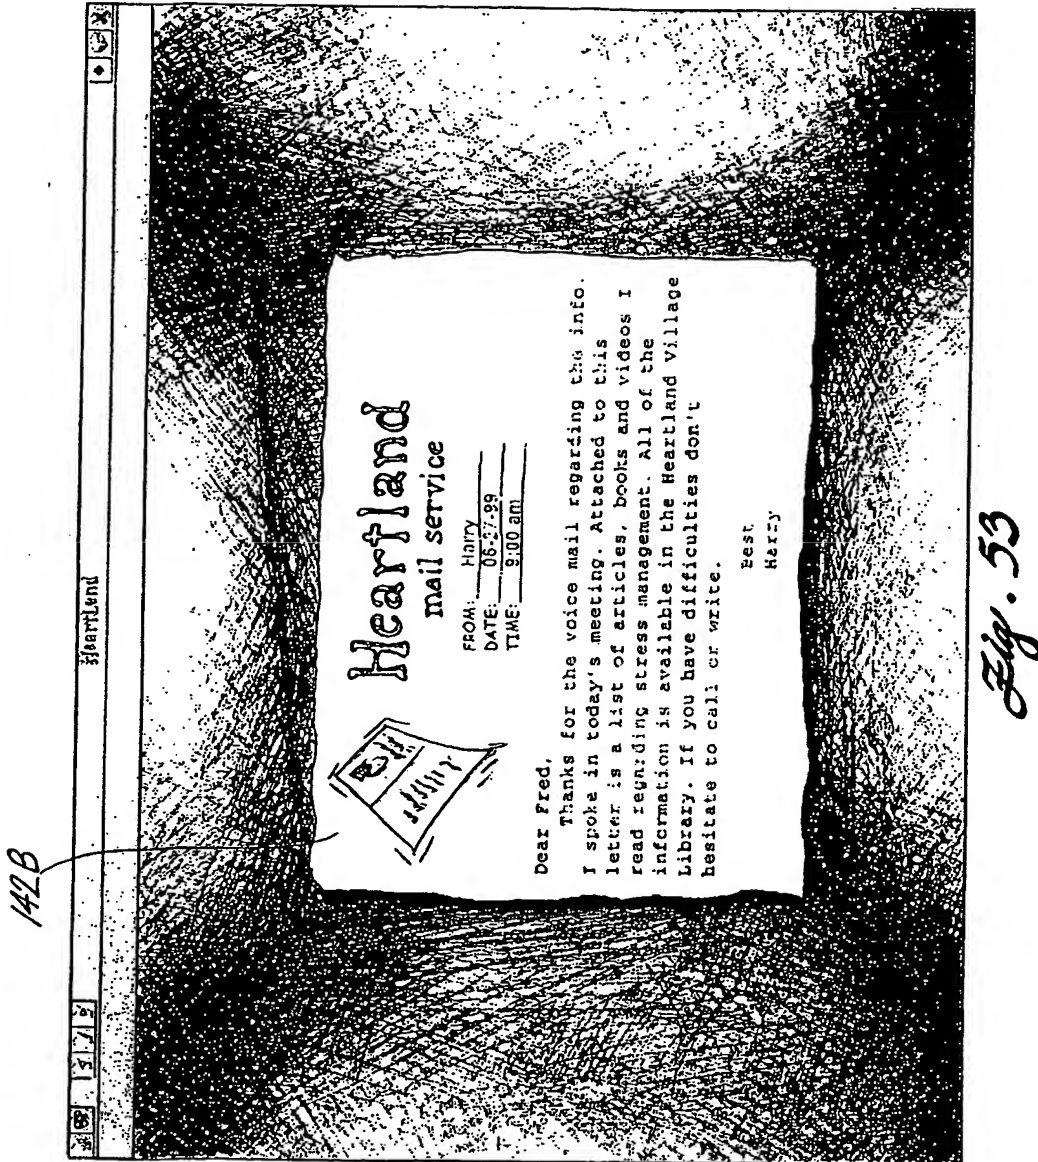 142B
Heartland
Heartland
mail service
FROM: Harry
DATE: 06-27-99
TIME: 9:00 am
Dear Fred,
Thanks for the voice mail regarding the info.
I spoke in today's meeting. Attached to this
letter is a list of articles, books and videos I
read regarding stress management. All of the
information is available in the Heartland Village
Library. If you have difficulties don't
hesitate to call or write.
Best
Harry
Fig. 53